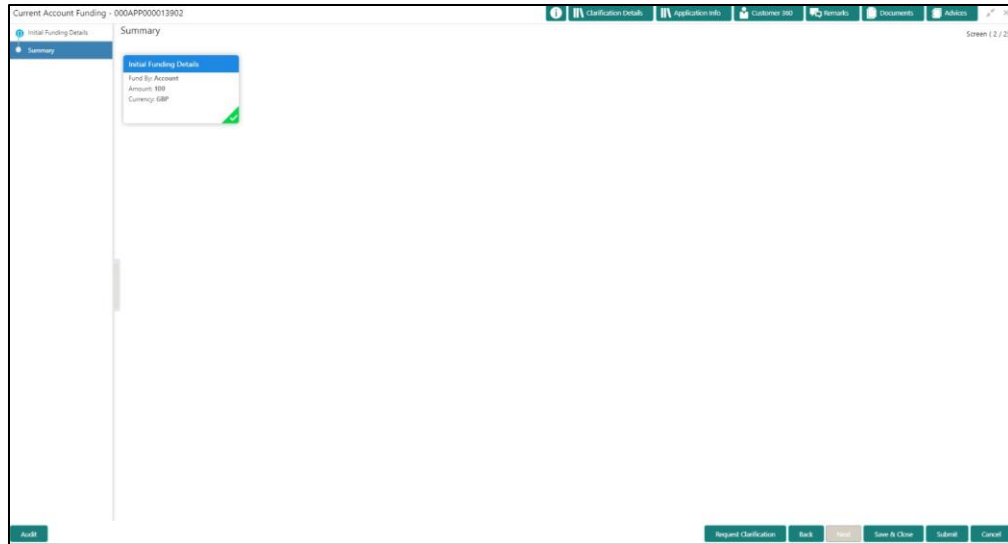 Current Account Funding - 000APP000013902
Clarification Details
Application Info
Customer 360
Remarks
Documents
Advices
Initial Funding Details
Summary
Summary
Screen ( 2 / 2
Initial Funding Details
Fund By: Account
Amount: 100
Currency: GBP
Audit
Request Clarification
Back
Next
Save & Close
Submit
Cancel